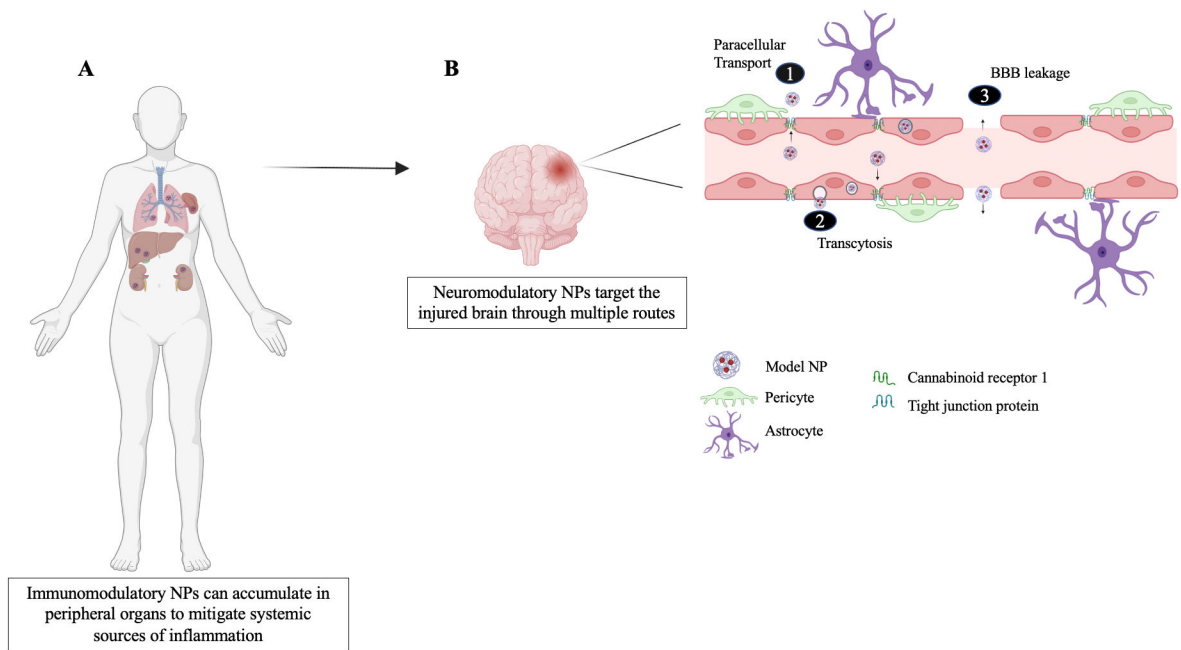 A
Immunomodulatory NPs can accumulate in
peripheral organs to mitigate systemic
sources of inflammation
B
Neuromodulatory NPs target the
injured brain through multiple routes
Paracellular
Transport
1
BBB leakage
3
2
Transcytosis
Model NP
Pericyte
Astrocyte
Cannabinoid receptor 1
Tight junction protein